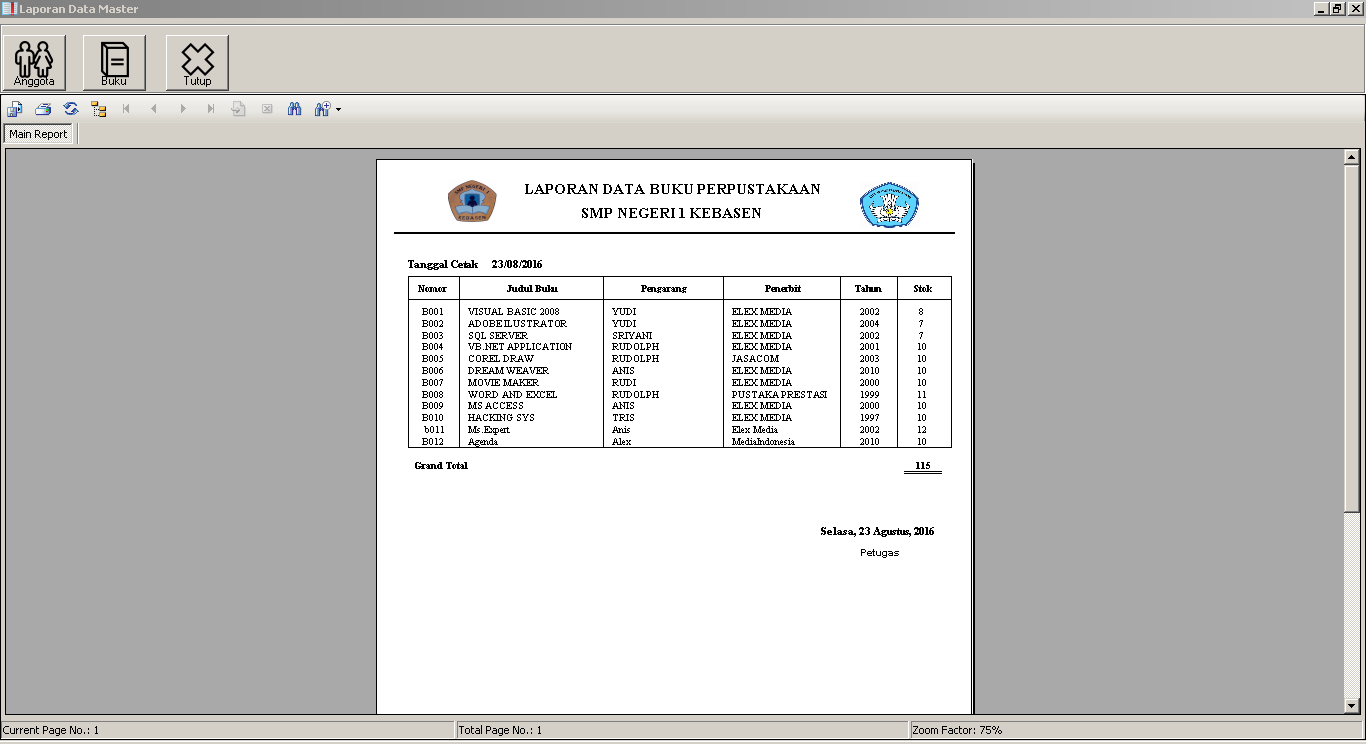 Laporan Data Master
Anggota Buku Tutup
Main Report
SMP NEGERI 1
KEBASEN
LAPORAN DATA BUKU PERPUSTAKAAN
SMP NEGERI 1 KEBASEN
Tanggal Cetak 23/08/2016
Nomor Judul Buku Pengarang Penerbit Tahun Stok
B001 VISUAL BASIC 2008 YUDI ELEX MEDIA 2002 8
B002 ADOBE ILUSTRATOR YUDI ELEX MEDIA 2004 7
B003 SQL SERVER SRIYANI ELEX MEDIA 2002 7
B004 VB.NET APPLICATION RUDOLPH ELEX MEDIA 2001 10
B005 COREL DRAW RUDOLPH JASACOM 2003 10
B006 DREAM WEAVER ANIS ELEX MEDIA 2010 10
B007 MOVIE MAKER RUDI ELEX MEDIA 2000 10
B008 WORD AND EXCEL RUDOLPH PUSTAKA PRESTASI 1999 11
B009 MS ACCESS ANIS ELEX MEDIA 2000 10
B010 HACKING SYS TRIS ELEX MEDIA 1997 10
b011 Ms.Expert Anis Elex Media 2002 12
B012 Agenda Alex MediaIndonesia 2010 10
Grand Total 115
Selasa, 23 Agustus, 2016
Petugas
Current Page No.: 1 Total Page No.: 1 Zoom Factor: 75%